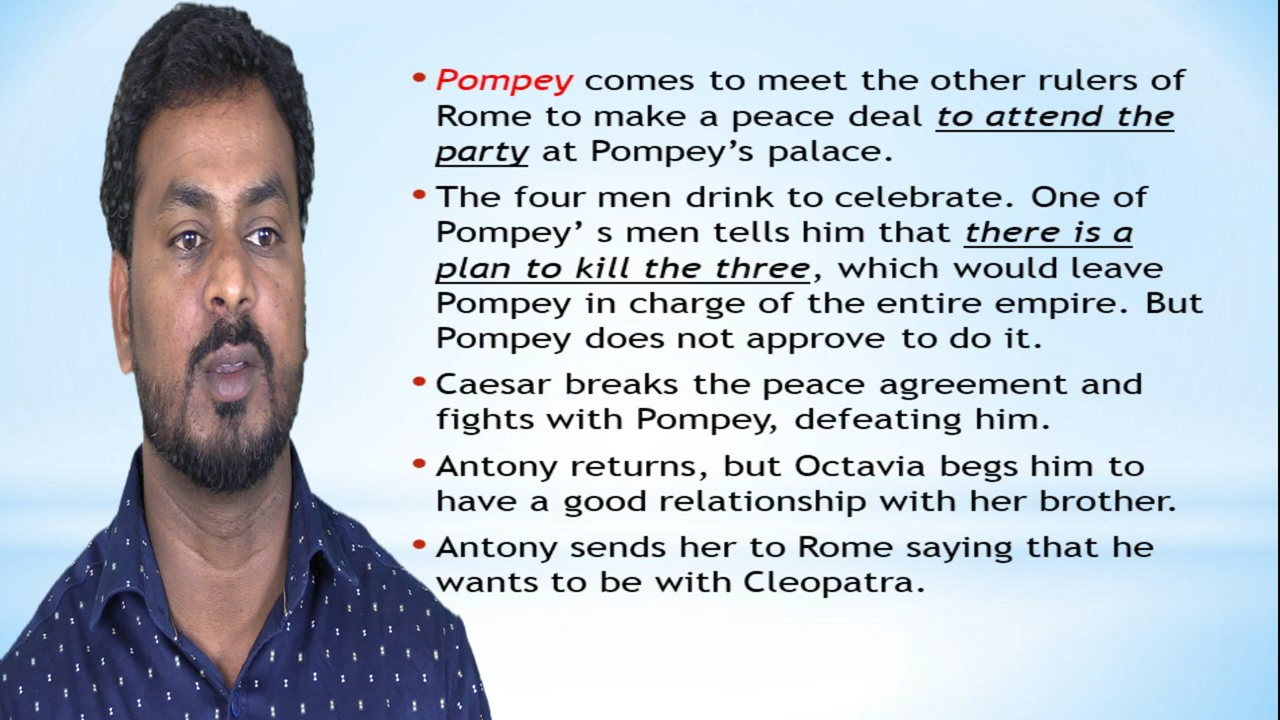 • Pompey comes to meet the other rulers of
Rome to make a peace deal to attend the
party at Pompey’s palace.
• The four men drink to celebrate. One of
Pompey’ s men tells him that there is a
plan to kill the three, which would leave
Pompey in charge of the entire empire. But
Pompey does not approve to do it.
• Caesar breaks the peace agreement and
fights with Pompey, defeating him.
• Antony returns, but Octavia begs him to
have a good relationship with her brother.
• Antony sends her to Rome saying that he
wants to be with Cleopatra.